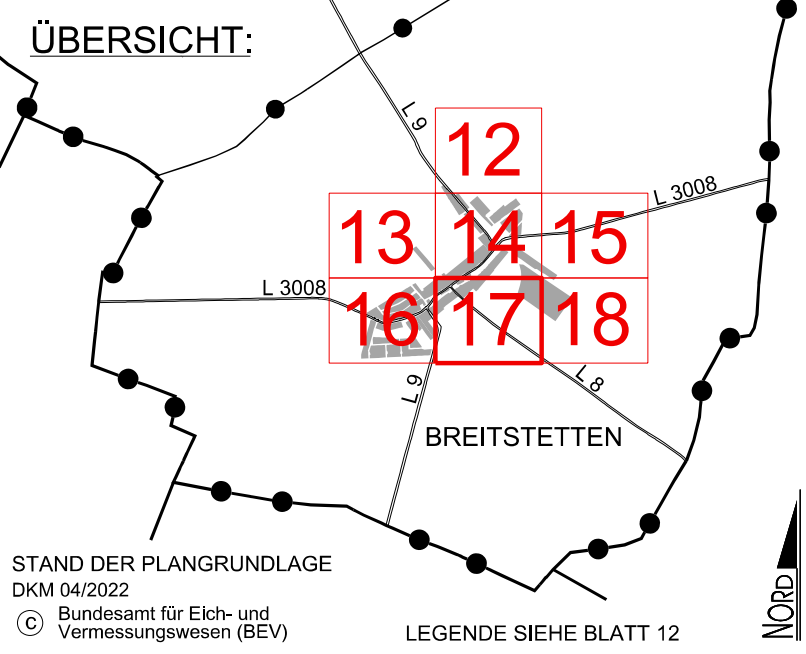 ÜBERSICHT:
L 9
12
L 3008
13
14
15
L 3008
16
17
18
L 9
L 8
BREITSTETTEN
STAND DER PLANGRUNDLAGE
DKM 04/2022
© Bundesamt für Eich- und
Vermessungswesen (BEV)
LEGENDE SIEHE BLATT 12
NORD